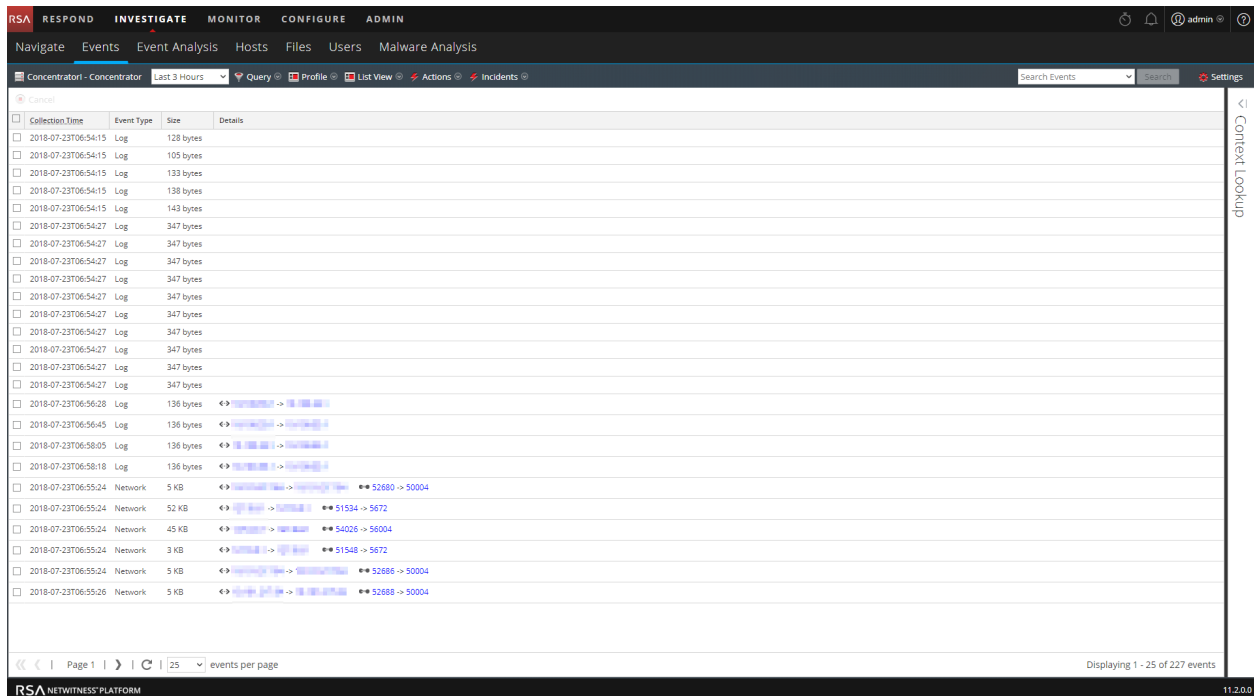 RSA RESPOND INVESTIGATE MONITOR CONFIGURE ADMIN admin
Navigate Events Event Analysis Hosts Files Users Malware Analysis
Concentratorl - Concentrator Last 3 Hours Query Profile List View Actions Incidents Search Events Search Settings
Cancel
Context Lookup
Collection Time Event Type Size Details
2018-07-23T06:54:15 Log 128 bytes
2018-07-23T06:54:15 Log 105 bytes
2018-07-23T06:54:15 Log 133 bytes
2018-07-23T06:54:15 Log 138 bytes
2018-07-23T06:54:15 Log 143 bytes
2018-07-23T06:54:27 Log 347 bytes
2018-07-23T06:54:27 Log 347 bytes
2018-07-23T06:54:27 Log 347 bytes
2018-07-23T06:54:27 Log 347 bytes
2018-07-23T06:54:27 Log 347 bytes
2018-07-23T06:54:27 Log 347 bytes
2018-07-23T06:54:27 Log 347 bytes
2018-07-23T06:54:27 Log 347 bytes
2018-07-23T06:54:27 Log 347 bytes
2018-07-23T06:54:27 Log 347 bytes
2018-07-23T06:56:28 Log 136 bytes ->
2018-07-23T06:56:45 Log 136 bytes ->
2018-07-23T06:58:05 Log 136 bytes ->
2018-07-23T06:58:18 Log 136 bytes ->
2018-07-23T06:55:24 Network 5 KB -> 52680 -> 50004
2018-07-23T06:55:24 Network 52 KB -> 51534 -> 5672
2018-07-23T06:55:24 Network 45 KB -> 54026 -> 56004
2018-07-23T06:55:24 Network 3 KB -> 51548 -> 5672
2018-07-23T06:55:24 Network 5 KB -> 52686 -> 50004
2018-07-23T06:55:26 Network 5 KB -> 52688 -> 50004
Page 1 | 25 events per page Displaying 1 - 25 of 227 events
RSA NETWITNESS PLATFORM 11.2.0.0